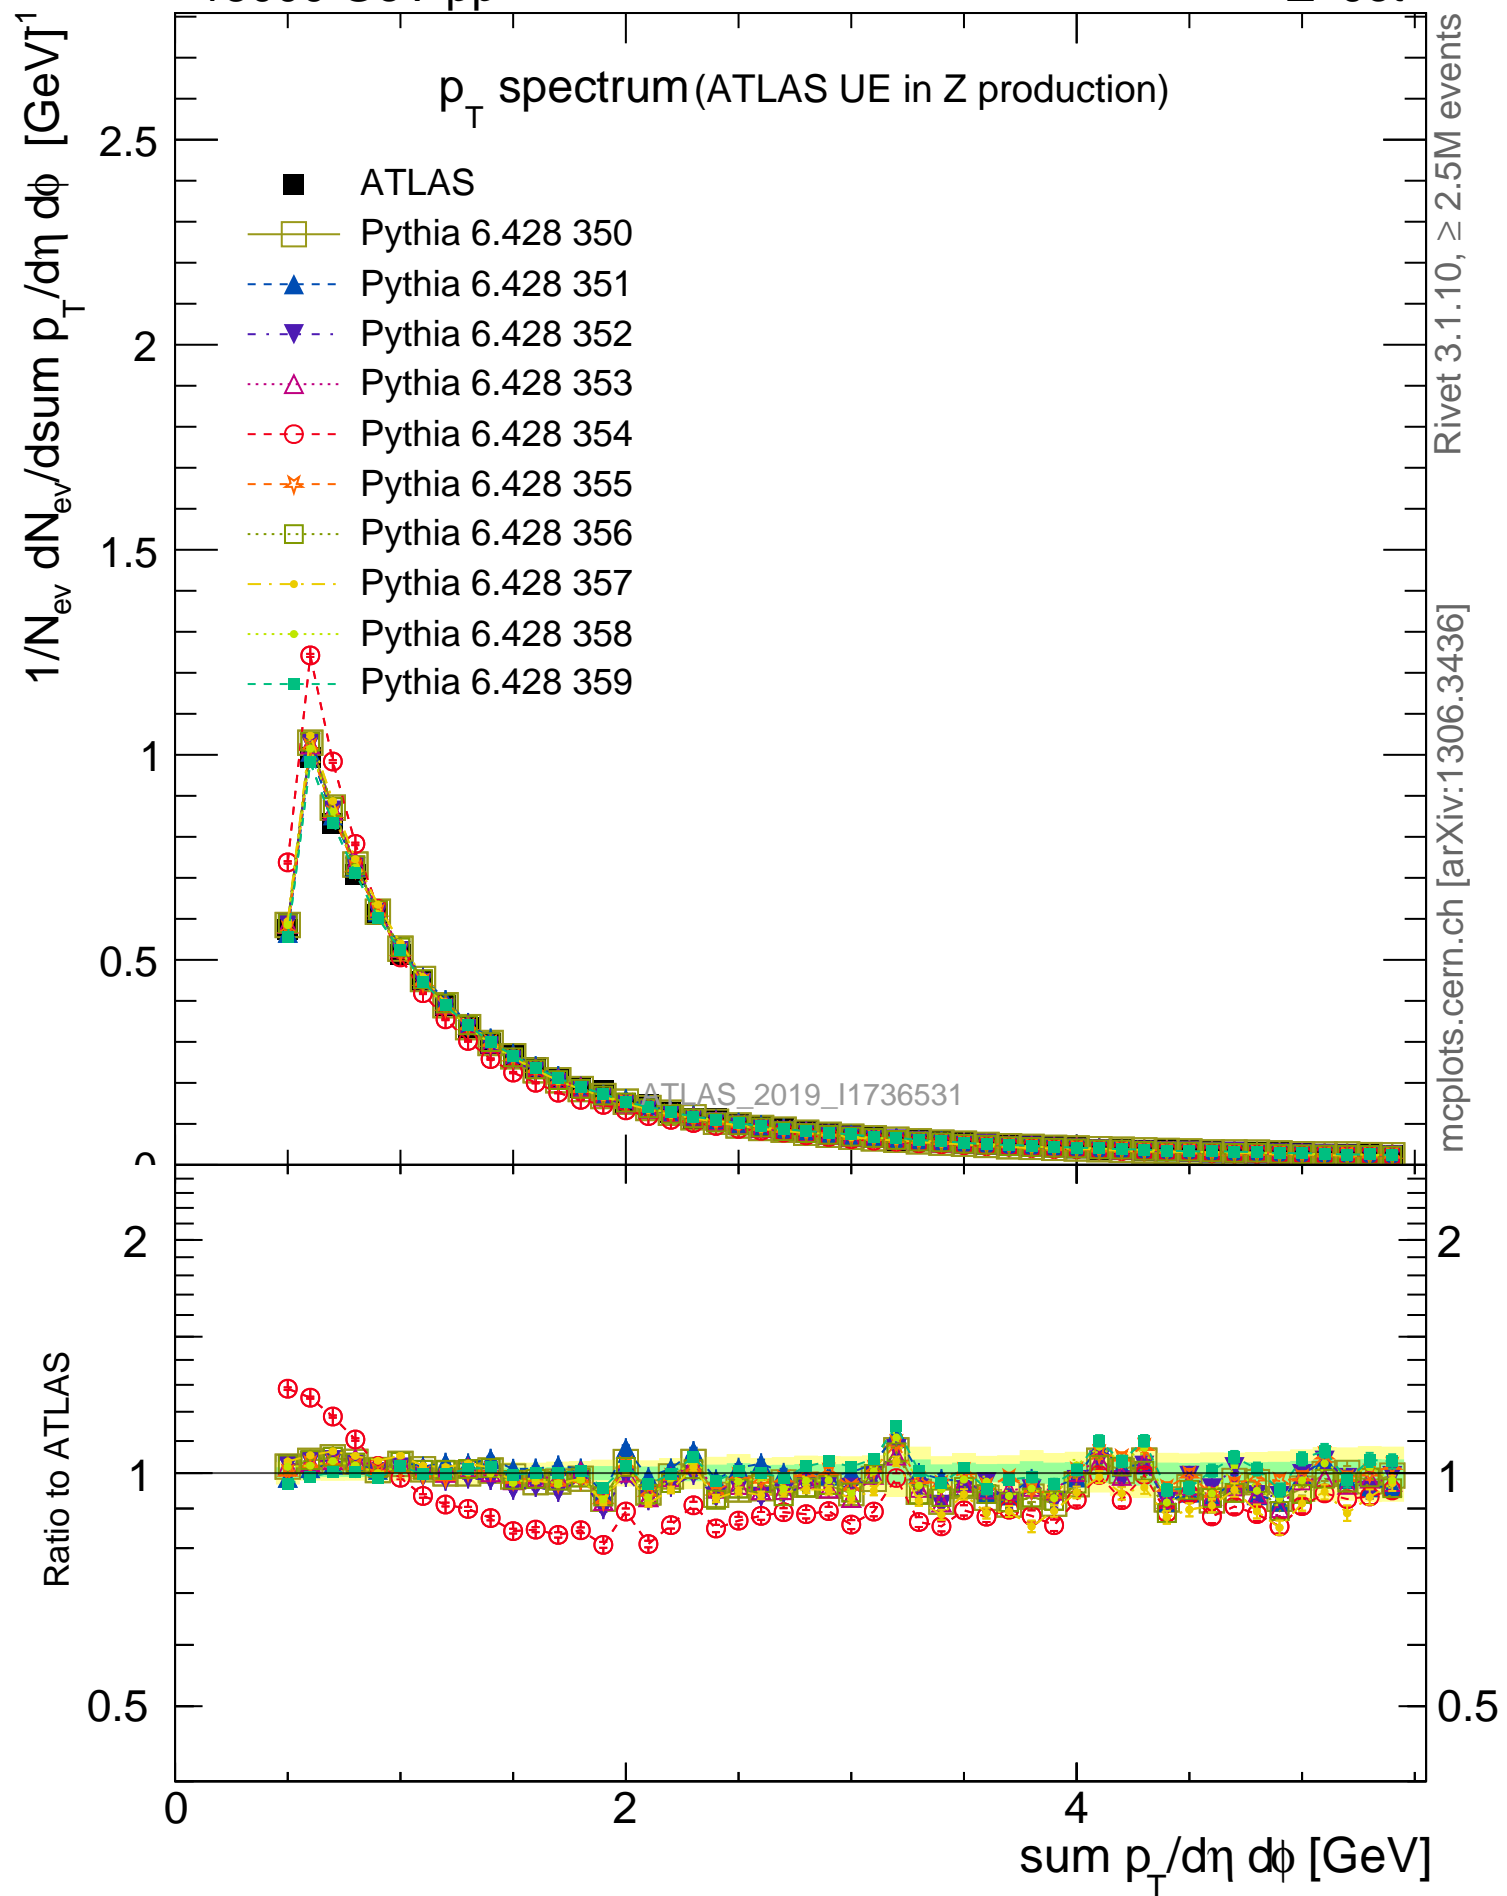 p_T spectrum (ATLAS UE in Z production)
1/N_ev dN_ev/dsum p_T/dη dϕ [GeV]^-1
2.5
2
1.5
1
0.5
0
ATLAS
Pythia 6.428 350
Pythia 6.428 351
Pythia 6.428 352
Pythia 6.428 353
Pythia 6.428 354
Pythia 6.428 355
Pythia 6.428 356
Pythia 6.428 357
Pythia 6.428 358
Pythia 6.428 359
ATLAS_2019_I1736531
Rivet 3.1.10, ≥ 2.5M events
mcplots.cern.ch [arXiv:1306.3436]
Ratio to ATLAS
2
1
0.5
2
1
0.5
0
2
4
sum p_T/dη dϕ [GeV]